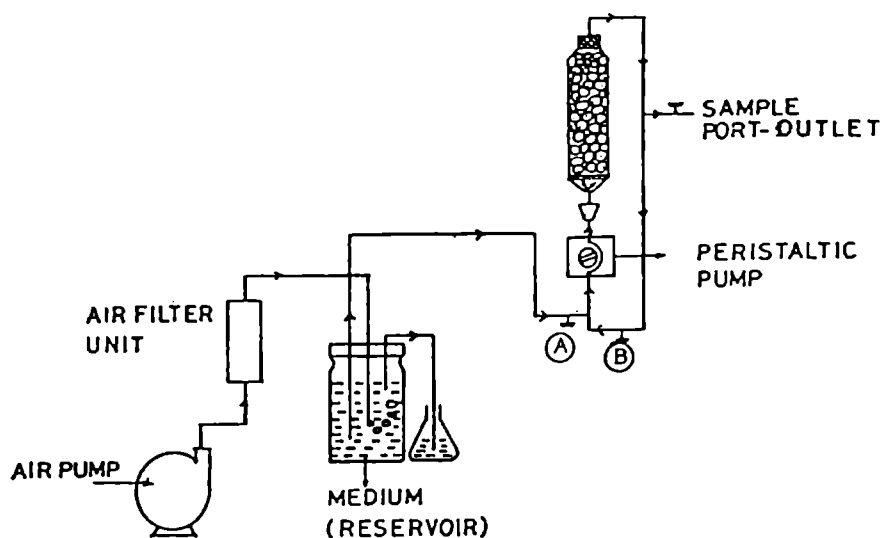 SAMPLE
PORT-OUTLET
PERISTALTIC
PUMP
AIR FILTER
UNIT
A
B
AIR PUMP
MEDIUM
(RESERVOIR)